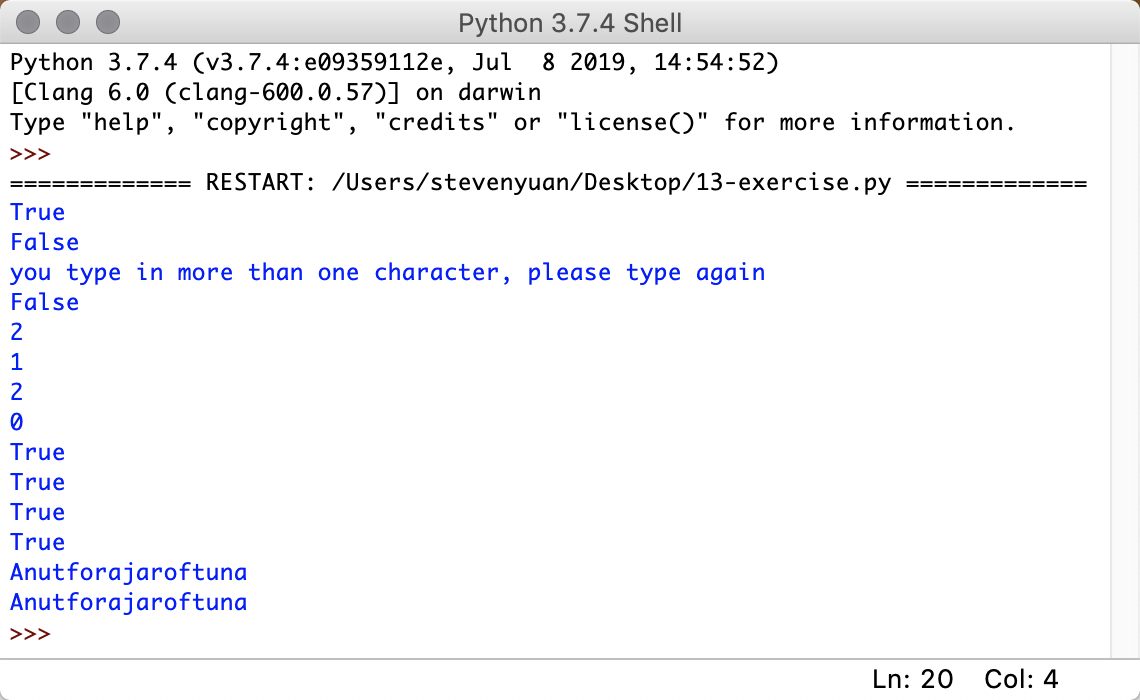 Python 3.7.4 Shell
Python 3.7.4 (v3.7.4:e09359112e, Jul  8 2019, 14:54:52)
[Clang 6.0 (clang-600.0.57)] on darwin
Type "help", "copyright", "credits" or "license()" for more information.
>>>
============= RESTART: /Users/stevenyuan/Desktop/13-exercise.py =============
True
False
you type in more than one character, please type again
False
2
1
2
0
True
True
True
True
Anutforajaroftuna
Anutforajaroftuna
>>>
Ln: 20  Col: 4